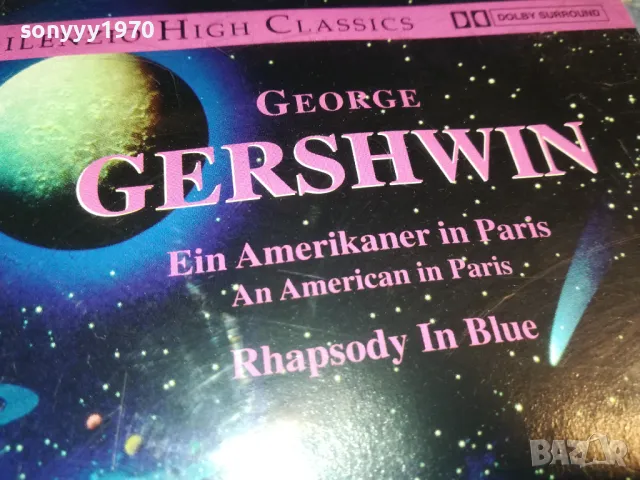 sonyyy1970
SILENZIO HIGH CLASSICS
DOLBY SURROUND
GEORGE
GERSHWIN
Ein Amerikaner in Paris
An American in Paris
Rhapsody In Blue
BAZAR